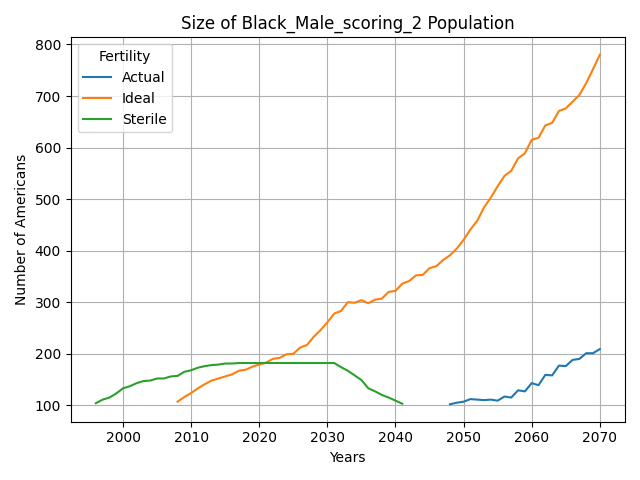 Size of Black_Male_scoring_2 Population
Fertility
Actual
Ideal
Sterile
Number of Americans
800
700
600
500
400
300
200
100
2000 2010 2020 2030 2040 2050 2060 2070
Years